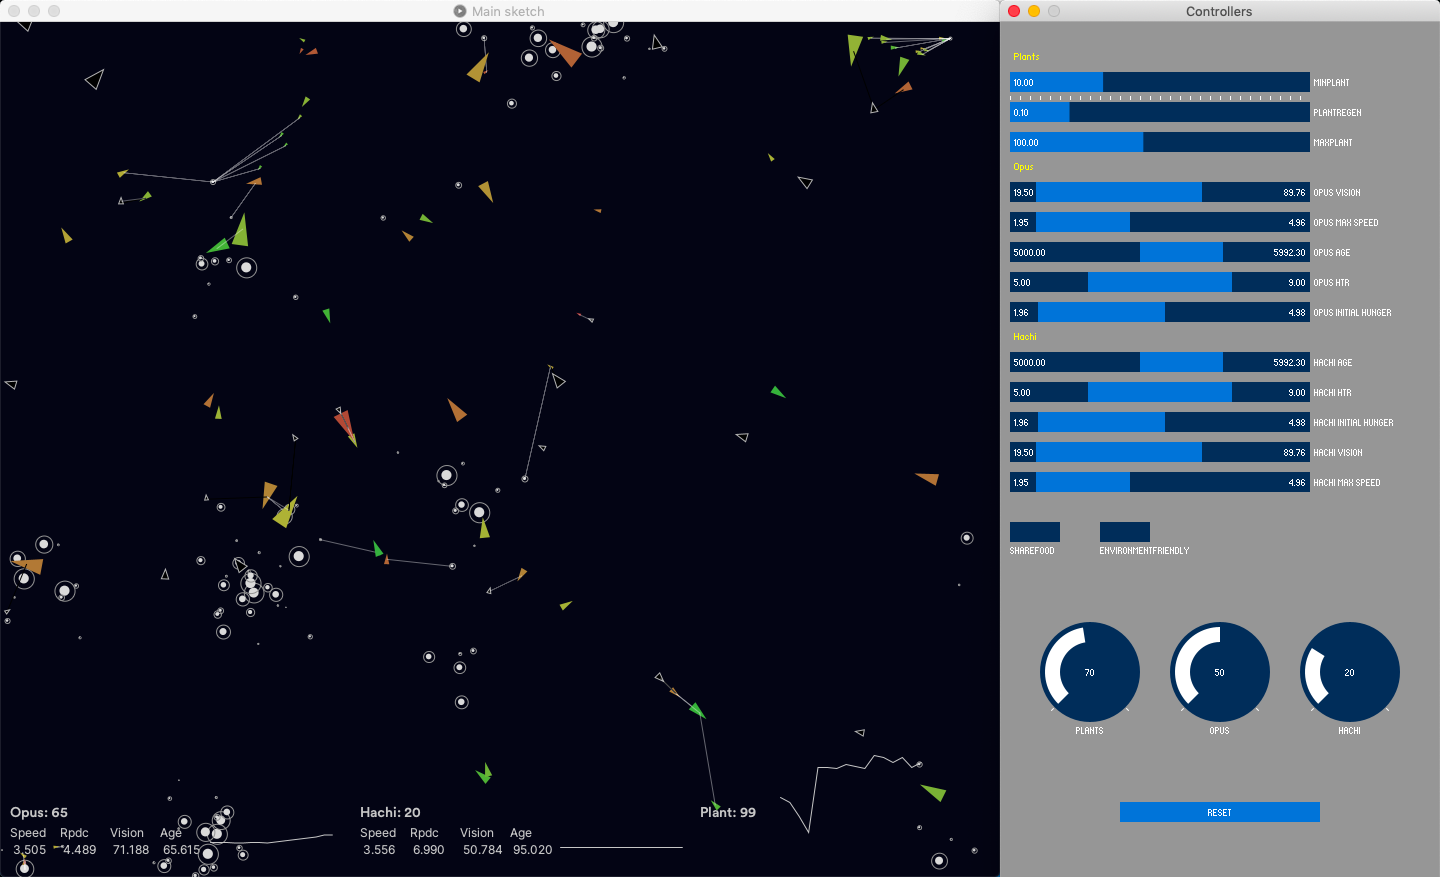 Main sketch
Opus: 65
Speed Rpdc Vision Age
3.505 4.489 71.188 65.615
Hachi: 20
Speed Rpdc Vision Age
3.556 6.990 50.784 95.020
Plant: 99
Controllers
Plants
10.00 MINPLANT
0.10 PLANTREGEN
100.00 MAXPLANT
Opus
19.50 89.76 OPUS VISION
1.95 4.96 OPUS MAX SPEED
5000.00 5992.30 OPUS AGE
5.00 9.00 OPUS HTR
1.96 4.98 OPUS INITIAL HUNGER
Hachi
5000.00 5992.30 HACHI AGE
5.00 9.00 HACHI HTR
1.96 4.98 HACHI INITIAL HUNGER
19.50 89.76 HACHI VISION
1.95 4.96 HACHI MAX SPEED
SHAREFOOD ENVIRONMENTFRIENDLY
70 50 20
PLANTS OPUS HACHI
RESET